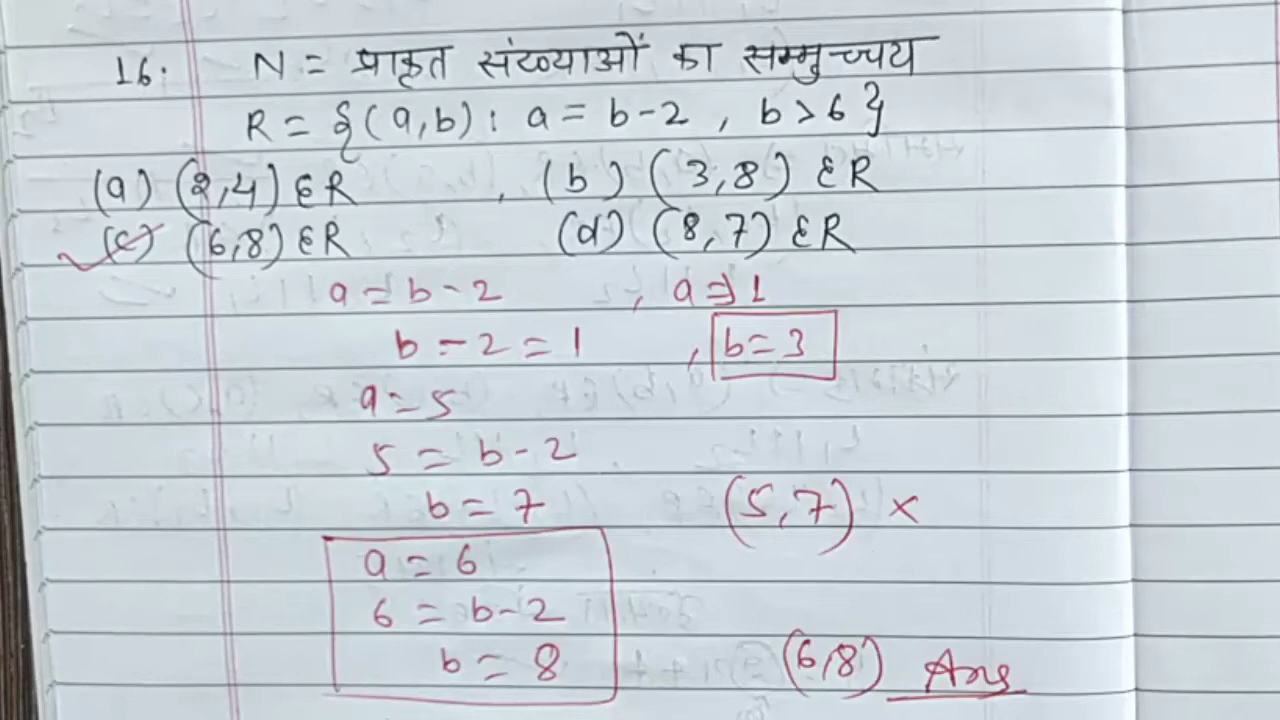 16. N = प्राकृत संख्याओं का सम्मुच्चय
R = {(a,b) : a = b-2 , b > 6}
(a) (2,4) ∈ R , (b) (3,8) ∈ R
(c) (6,8) ∈ R (d) (8,7) ∈ R
a = b-2 , a = 1
b - 2 = 1 , b = 3
a = 5
5 = b-2
b = 7 (5,7) ×
a = 6
6 = b-2
b = 8 (6,8) Ans